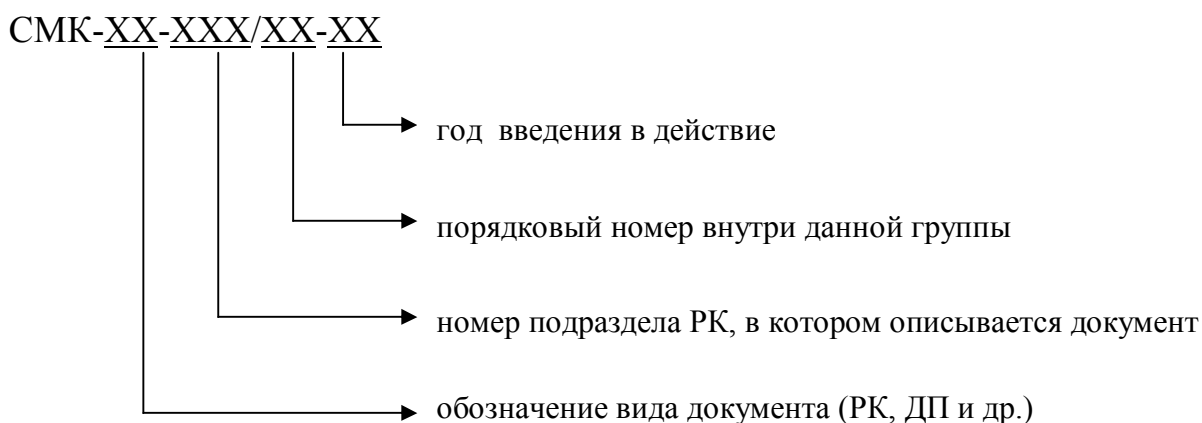 СМК-ХХ-ХХХ/ХХ-ХХ
год введения в действие
порядковый номер внутри данной группы
номер подраздела РК, в котором описывается документ
обозначение вида документа (РК, ДП и др.)